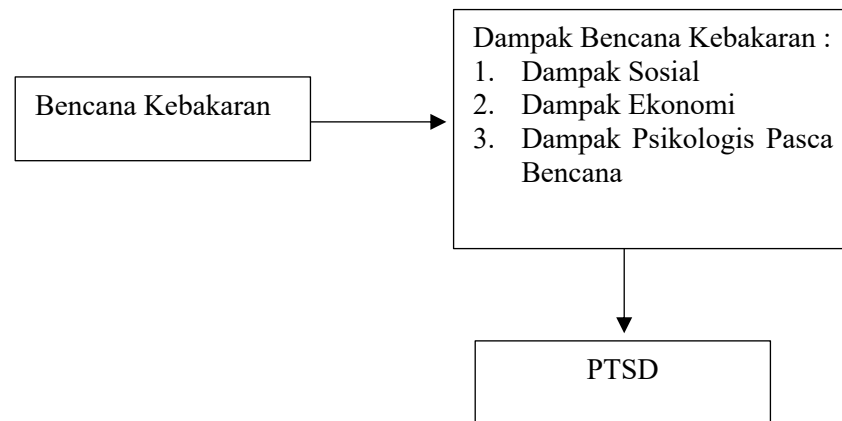 Bencana Kebakaran
Dampak Bencana Kebakaran :
1. Dampak Sosial
2. Dampak Ekonomi
3. Dampak Psikologis Pasca
Bencana
PTSD